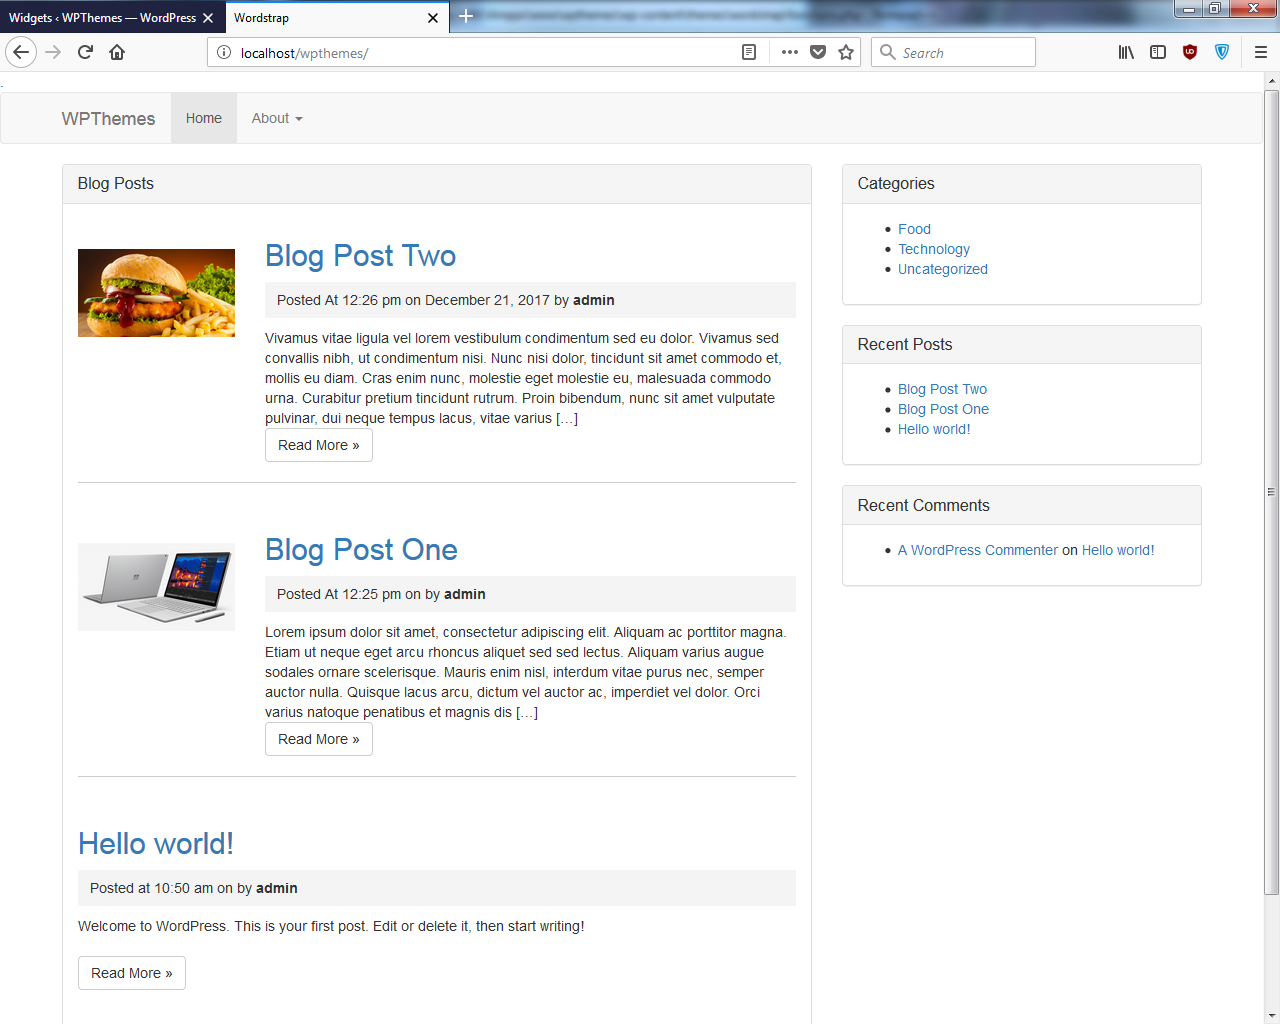 Widgets ‹ WPThemes — WordPress
Wordstrap
localhost/wpthemes/
Search
WPThemes
Home
About
Blog Posts
Blog Post Two
Posted At 12:26 pm on December 21, 2017 by admin
Vivamus vitae ligula vel lorem vestibulum condimentum sed eu dolor. Vivamus sed
convallis nibh, ut condimentum nisi. Nunc nisi dolor, tincidunt sit amet commodo et,
mollis eu diam. Cras enim nunc, molestie eget molestie eu, malesuada commodo
urna. Curabitur pretium tincidunt rutrum. Proin bibendum, nunc sit amet vulputate
pulvinar, dui neque tempus lacus, vitae varius […]
Read More »
Blog Post One
Posted At 12:25 pm on by admin
Lorem ipsum dolor sit amet, consectetur adipiscing elit. Aliquam ac porttitor magna.
Etiam ut neque eget arcu rhoncus aliquet sed sed lectus. Aliquam varius augue
sodales ornare scelerisque. Mauris enim nisl, interdum vitae purus nec, semper
auctor nulla. Quisque lacus arcu, dictum vel auctor ac, imperdiet vel dolor. Orci
varius natoque penatibus et magnis dis […]
Read More »
Hello world!
Posted at 10:50 am on by admin
Welcome to WordPress. This is your first post. Edit or delete it, then start writing!
Read More »
Categories
Food
Technology
Uncategorized
Recent Posts
Blog Post Two
Blog Post One
Hello world!
Recent Comments
A WordPress Commenter on Hello world!